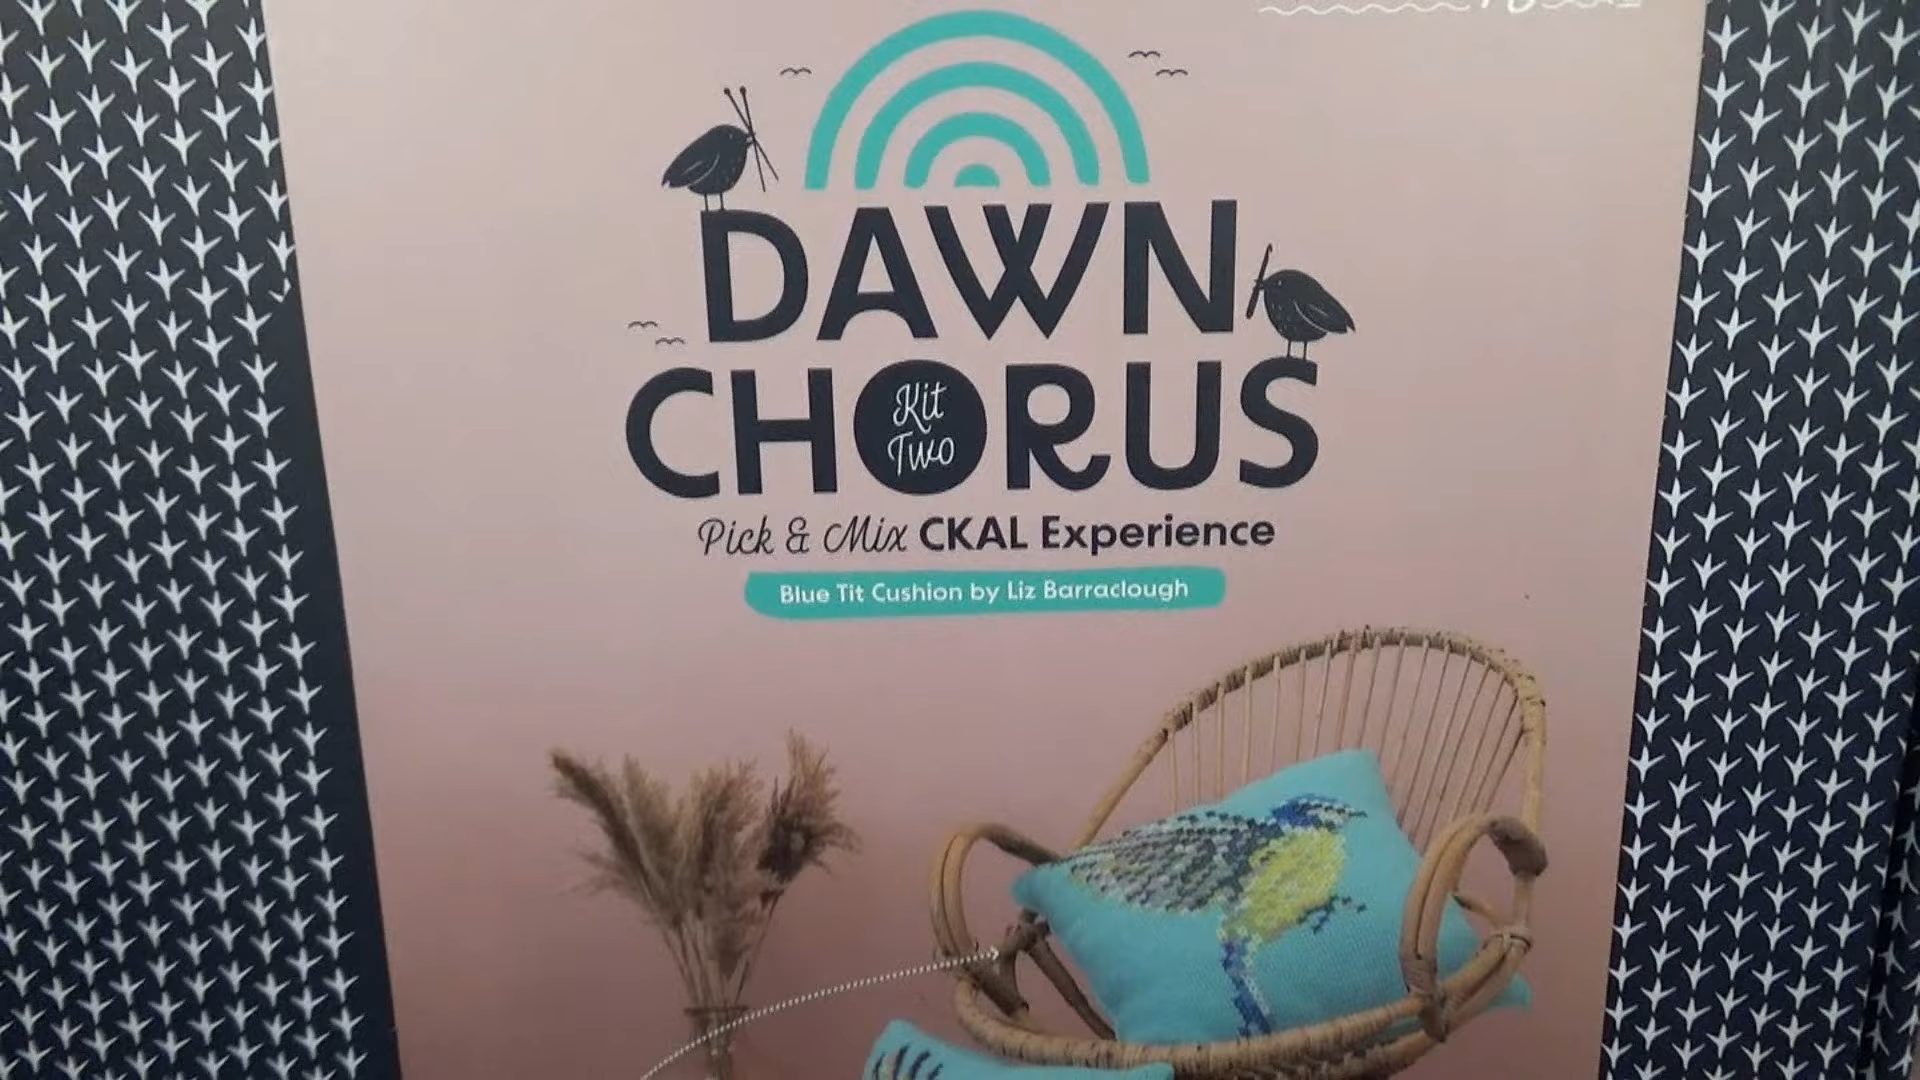 DAWN
CHORUS
Kit
Two
Pick & Mix CKAL Experience
Blue Tit Cushion by Liz Barraclough